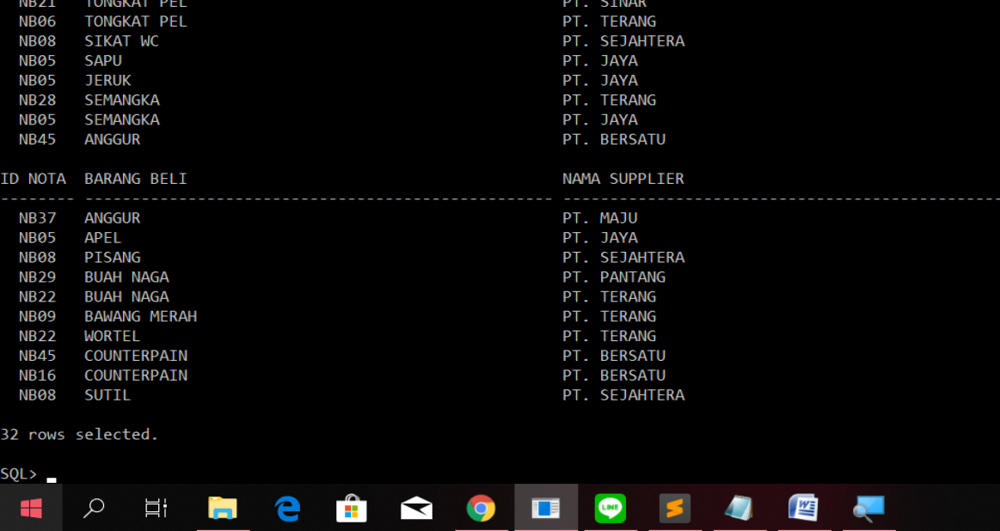 NB21 TONGKAT PEL PT. SINAR
NB06 TONGKAT PEL PT. TERANG
NB08 SIKAT WC PT. SEJAHTERA
NB05 SAPU PT. JAYA
NB05 JERUK PT. JAYA
NB28 SEMANGKA PT. TERANG
NB05 SEMANGKA PT. JAYA
NB45 ANGGUR PT. BERSATU
ID NOTA BARANG BELI NAMA SUPPLIER
-------- -------------------------------------------------- -----------------------------------------------
NB37 ANGGUR PT. MAJU
NB05 APEL PT. JAYA
NB08 PISANG PT. SEJAHTERA
NB29 BUAH NAGA PT. PANTANG
NB22 BUAH NAGA PT. TERANG
NB09 BAWANG MERAH PT. TERANG
NB22 WORTEL PT. TERANG
NB45 COUNTERPAIN PT. BERSATU
NB16 COUNTERPAIN PT. BERSATU
NB08 SUTIL PT. SEJAHTERA
32 rows selected.
SQL> _
LINE